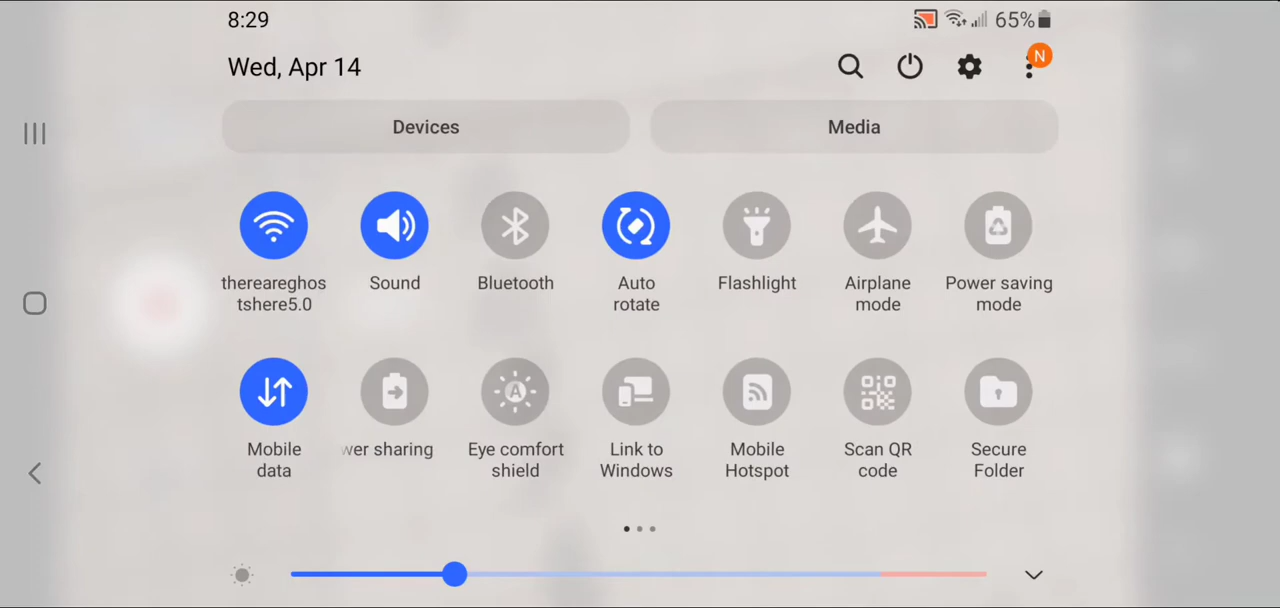 8:29
65%
Wed, Apr 14
N
Devices
Media
thereareghos
tshere5.0
Sound
Bluetooth
Auto
rotate
Flashlight
Airplane
mode
Power saving
mode
Mobile
data
wer sharing
Eye comfort
shield
A
Link to
Windows
Mobile
Hotspot
Scan QR
code
Secure
Folder